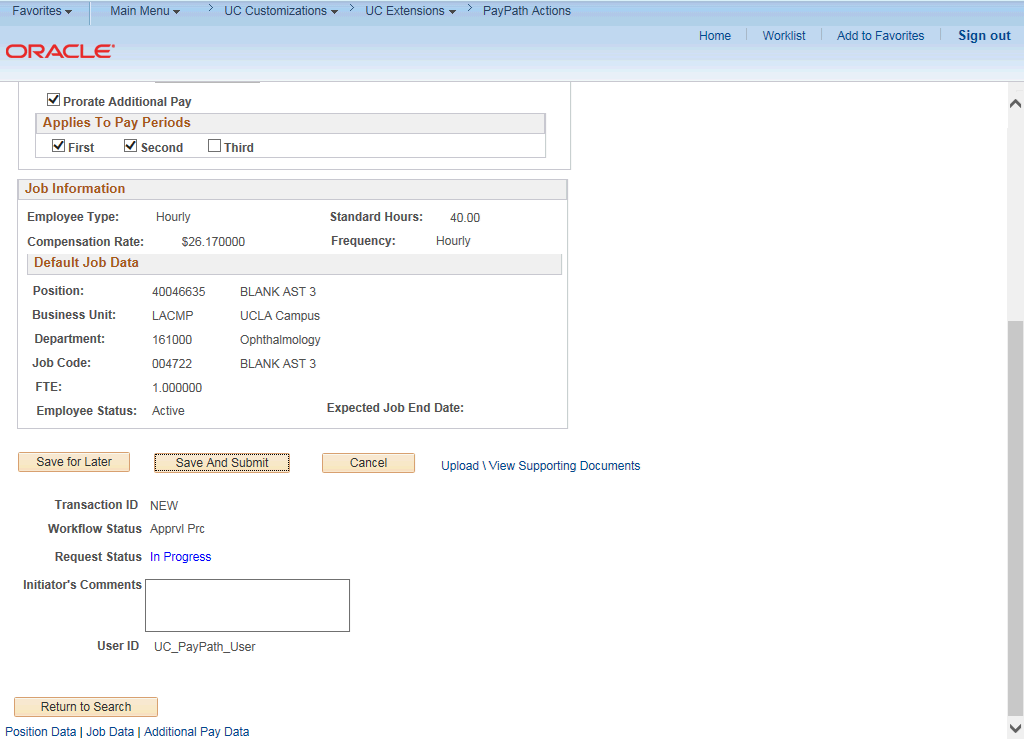 Favorites Main Menu > UC Customizations > UC Extensions > PayPath Actions
Home Worklist Add to Favorites Sign out
ORACLE
Prorate Additional Pay
Applies To Pay Periods
First Second Third
Job Information
Employee Type: Hourly Standard Hours: 40.00
Compensation Rate: $26.170000 Frequency: Hourly
Default Job Data
Position: 40046635 BLANK AST 3
Business Unit: LACMP UCLA Campus
Department: 161000 Ophthalmology
Job Code: 004722 BLANK AST 3
FTE: 1.000000
Employee Status: Active Expected Job End Date:
Save for Later Save And Submit Cancel Upload \ View Supporting Documents
Transaction ID NEW
Workflow Status Apprvl Prc
Request Status In Progress
Initiator's Comments
User ID UC_PayPath_User
Return to Search
Position Data | Job Data | Additional Pay Data